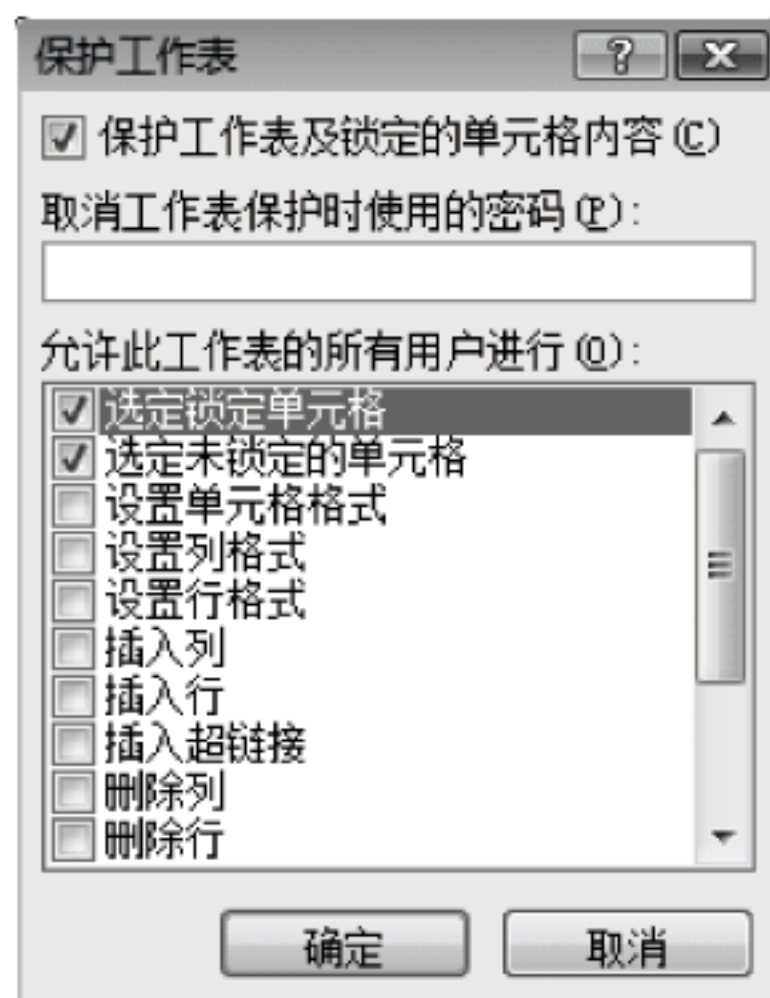 保护工作表
保护工作表及锁定的单元格内容(C)
取消工作表保护时使用的密码(P):
允许此工作表的所有用户进行(O):
选定锁定单元格
选定未锁定的单元格
设置单元格格式
设置列格式
设置行格式
插入列
插入行
插入超链接
删除列
删除行
确定
取消